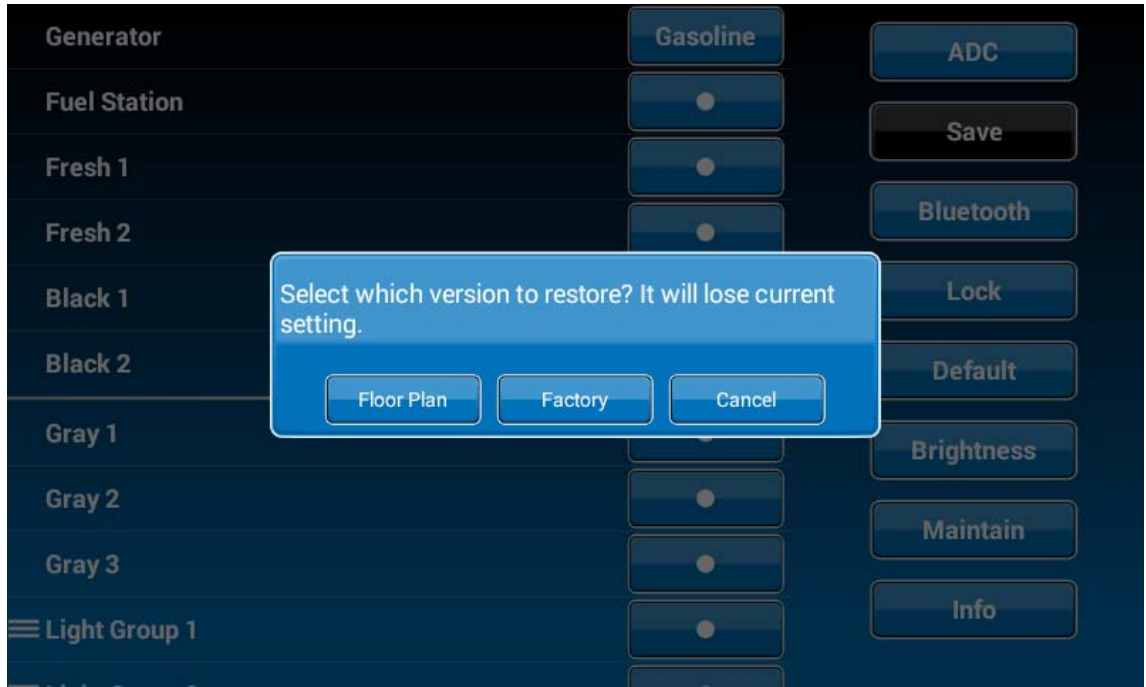 Generator
Gasoline
ADC
Fuel Station
Save
Fresh 1
Bluetooth
Fresh 2
Select which version to restore? It will lose current
setting.
Black 1
Lock
Black 2
Default
Floor Plan
Factory
Cancel
Gray 1
Brightness
Gray 2
Maintain
Gray 3
Info
Light Group 1